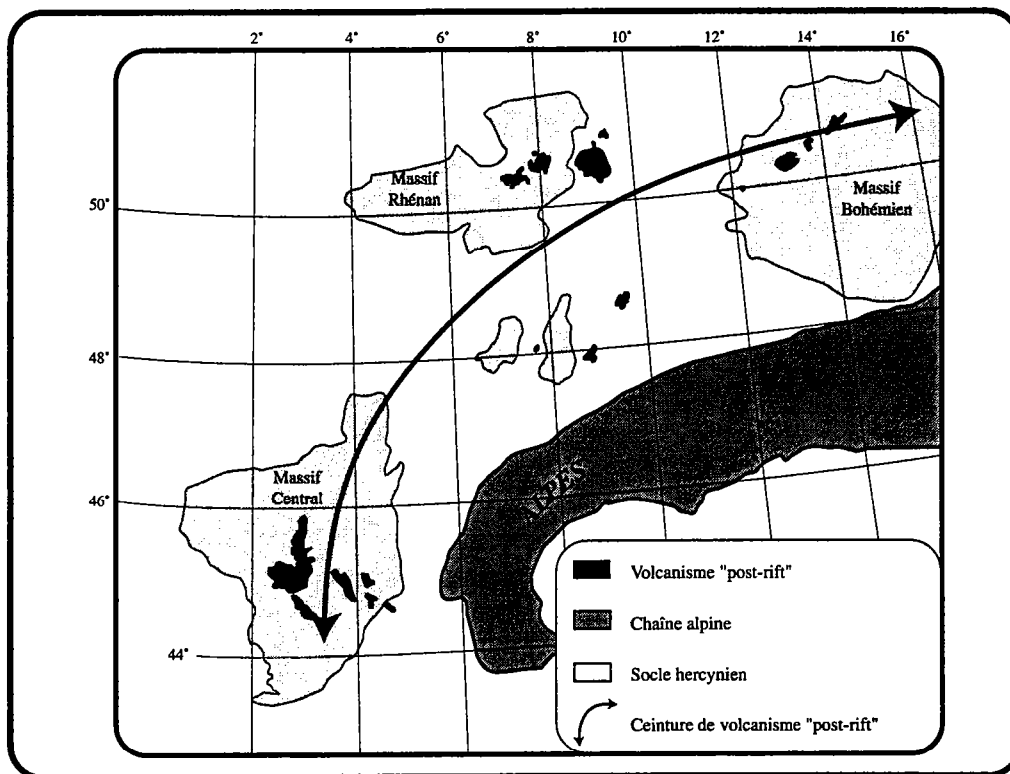 2° 4° 6° 8° 10° 12° 14° 16°
Massif
Rhénan
Massif
Bohémien
50°
48°
Massif
Central
46°
ALPES
44°
Volcanisme "post-rift"
Chaîne alpine
Socle hercynien
Ceinture de volcanisme "post-rift"